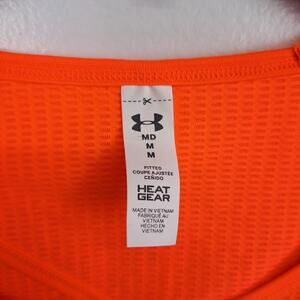 MD
M
M
FITTED
COUPE AJUSTÉE
CEÑIDO
HEAT
GEAR
MADE IN VIETNAM
FABRIQUÉ AU
VIETNAM
HECHO EN
VIETNAM